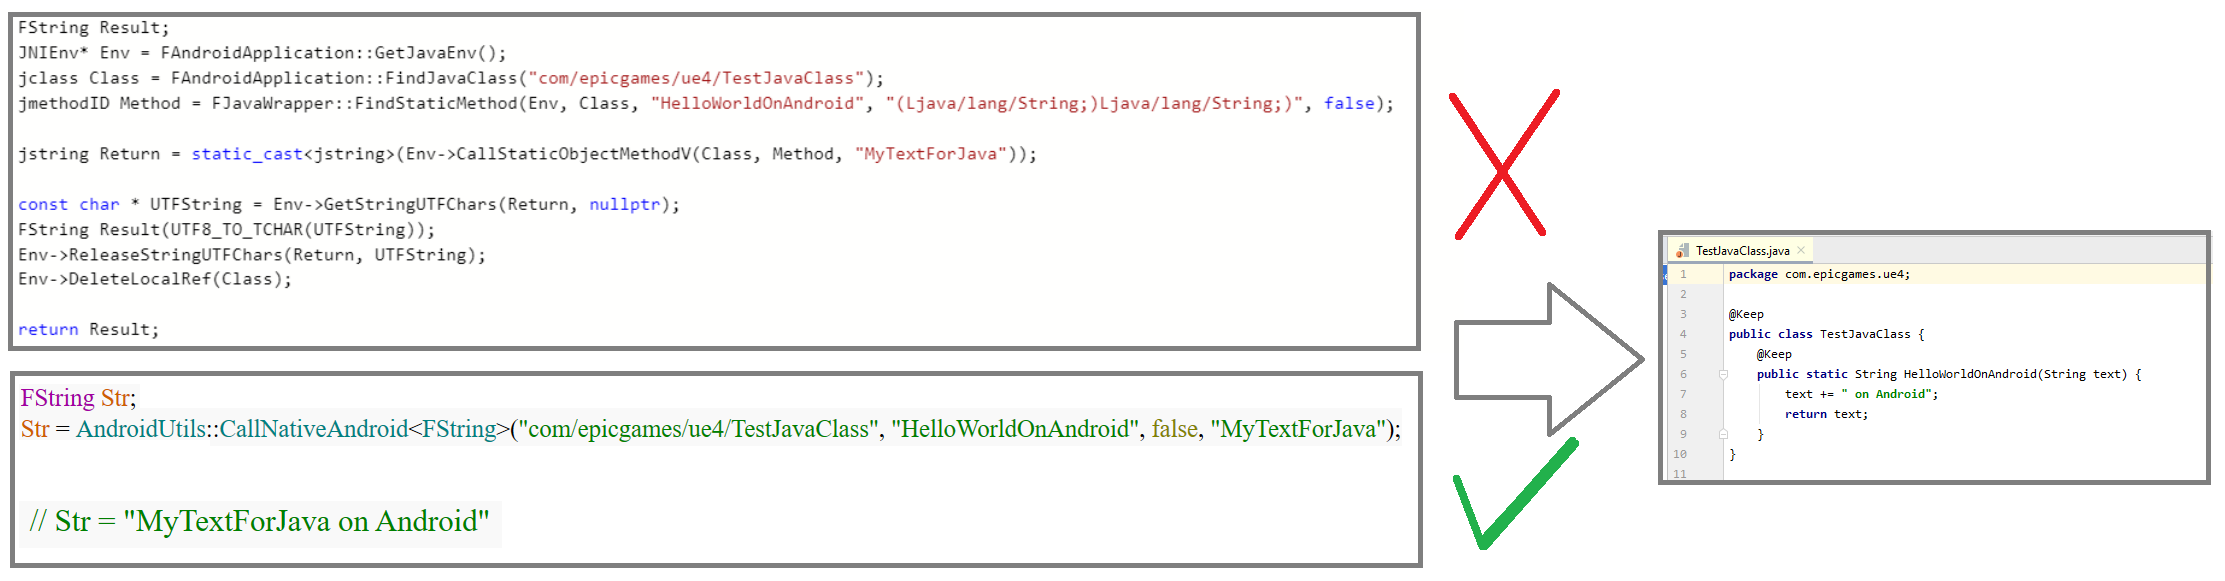 FString Result;
JNIEnv* Env = FAndroidApplication::GetJavaEnv();
jclass Class = FAndroidApplication::FindJavaClass("com/epicgames/ue4/TestJavaClass");
jmethodID Method = FJavaWrapper::FindStaticMethod(Env, Class, "HelloWorldOnAndroid", "(Ljava/lang/String;)Ljava/lang/String;)", false);
jstring Return = static_cast<jstring>(Env->CallStaticObjectMethodV(Class, Method, "MyTextForJava"));
const char * UTFString = Env->GetStringUTFChars(Return, nullptr);
FString Result(UTF8_TO_TCHAR(UTFString));
Env->ReleaseStringUTFChars(Return, UTFString);
Env->DeleteLocalRef(Class);
return Result;
FString Str;
Str = AndroidUtils::CallNativeAndroid<FString>("com/epicgames/ue4/TestJavaClass", "HelloWorldOnAndroid", false, "MyTextForJava");
// Str = "MyTextForJava on Android"
TestJavaClass.java
1 package com.epicgames.ue4;
2
3 @Keep
4 public class TestJavaClass {
5 @Keep
6 public static String HelloWorldOnAndroid(String text) {
7 text += " on Android";
8 return text;
9 }
10 }
11